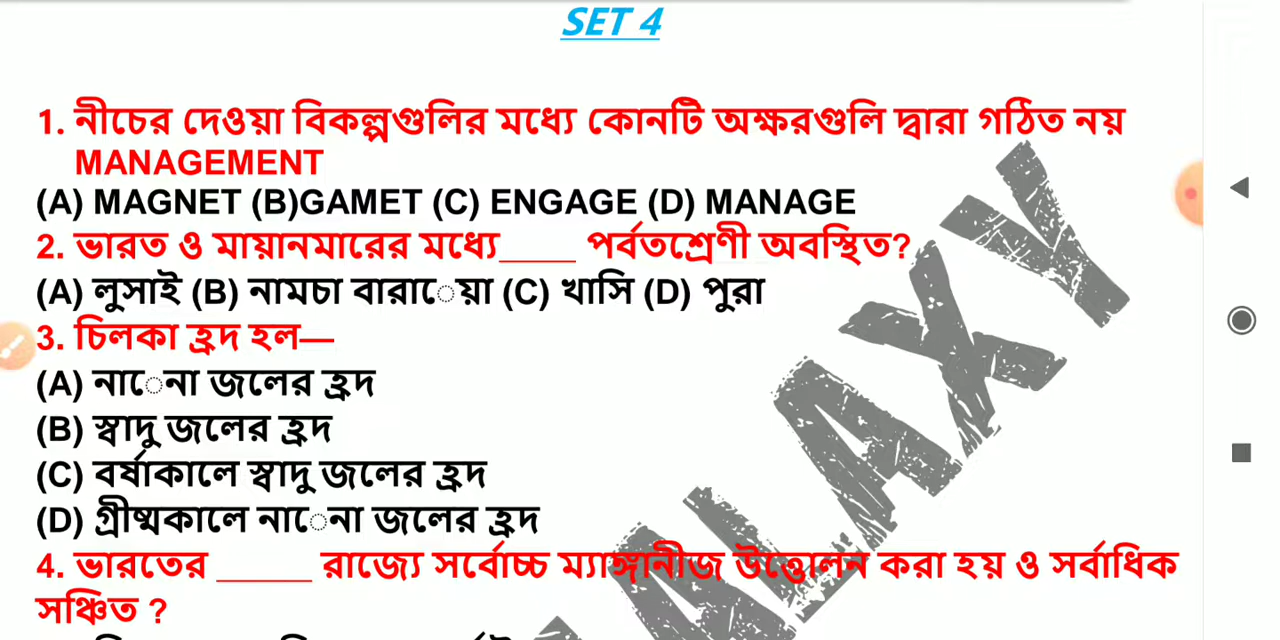 SET 4
1. নীচের দেওয়া বিকল্পগুলির মধ্যে কোনটি অক্ষরগুলি দ্বারা গঠিত নয়
MANAGEMENT
(A) MAGNET (B)GAMET (C) ENGAGE (D) MANAGE
2. ভারত ও মায়ানমারের মধ্যে____ পর্বতশ্রেণী অবস্থিত?
(A) লুসাই (B) নামচা বারােয়া (C) খাসি (D) পুরা
3. চিলকা হ্রদ হল—
(A) নােনা জলের হ্রদ
(B) স্বাদু জলের হ্রদ
(C) বর্ষাকালে স্বাদু জলের হ্রদ
(D) গ্রীষ্মকালে নােনা জলের হ্রদ
4. ভারতের _____ রাজ্যে সর্বোচ্চ ম্যাঙ্গানীজ উত্তোলন করা হয় ও সর্বাধিক
সঞ্চিত ?
ALAXY